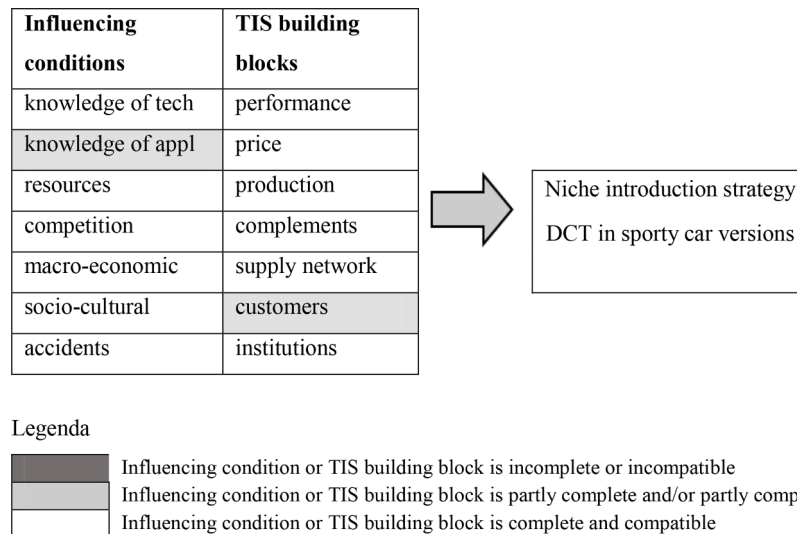 Influencing conditions
TIS building blocks
knowledge of tech
performance
knowledge of appl
price
resources
production
competition
complements
macro-economic
supply network
socio-cultural
customers
accidents
institutions
Niche introduction strategy
DCT in sporty car versions
Legenda
Influencing condition or TIS building block is incomplete or incompatible
Influencing condition or TIS building block is partly complete and/or partly comp
Influencing condition or TIS building block is complete and compatible